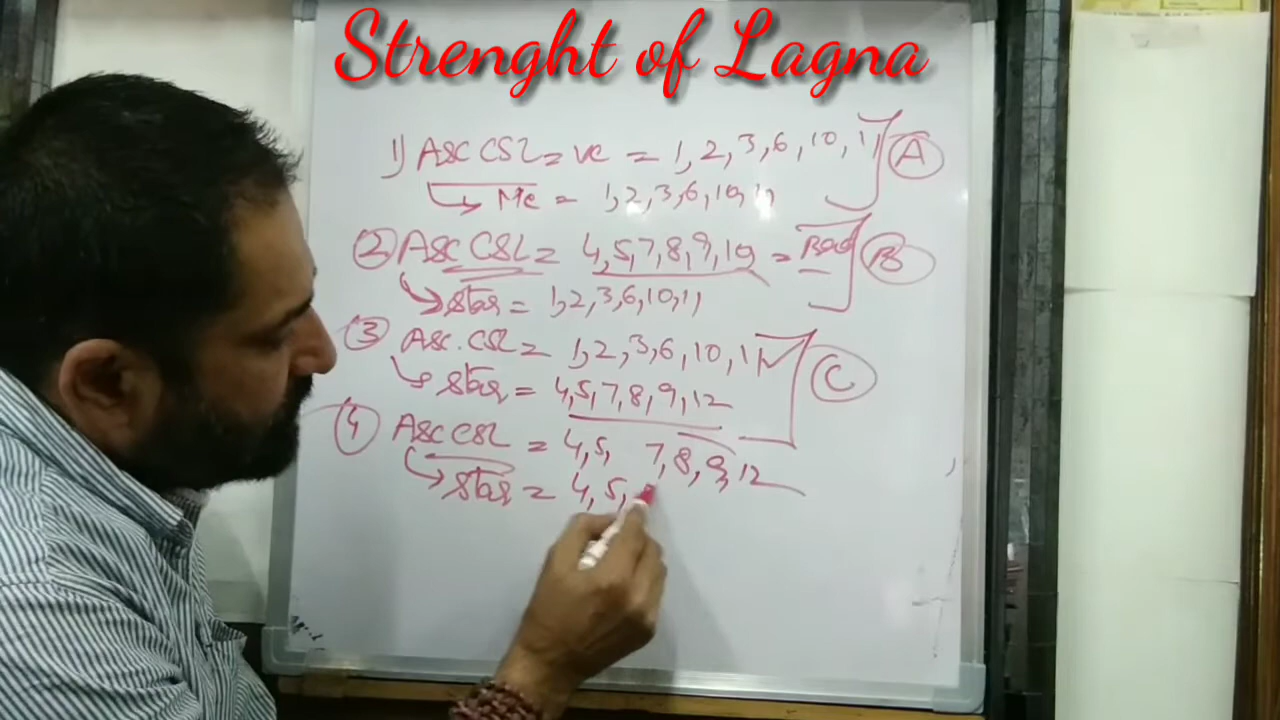 Strenght of Lagna
1) ASC CSL = Ve = 1, 2, 3, 6, 10, 11 A
Me = 1, 2, 3, 6, 10, 11
2 ASC CSL = 4, 5, 7, 8, 9, 10 = Bad B
Star = 1, 2, 3, 6, 10, 11
3 ASC. CSL = 1, 2, 3, 6, 10, 11 C
Star = 4, 5, 7, 8, 9, 12
4 ASC CSL = 4, 5, 7, 8, 9, 12
Star = 4, 5,